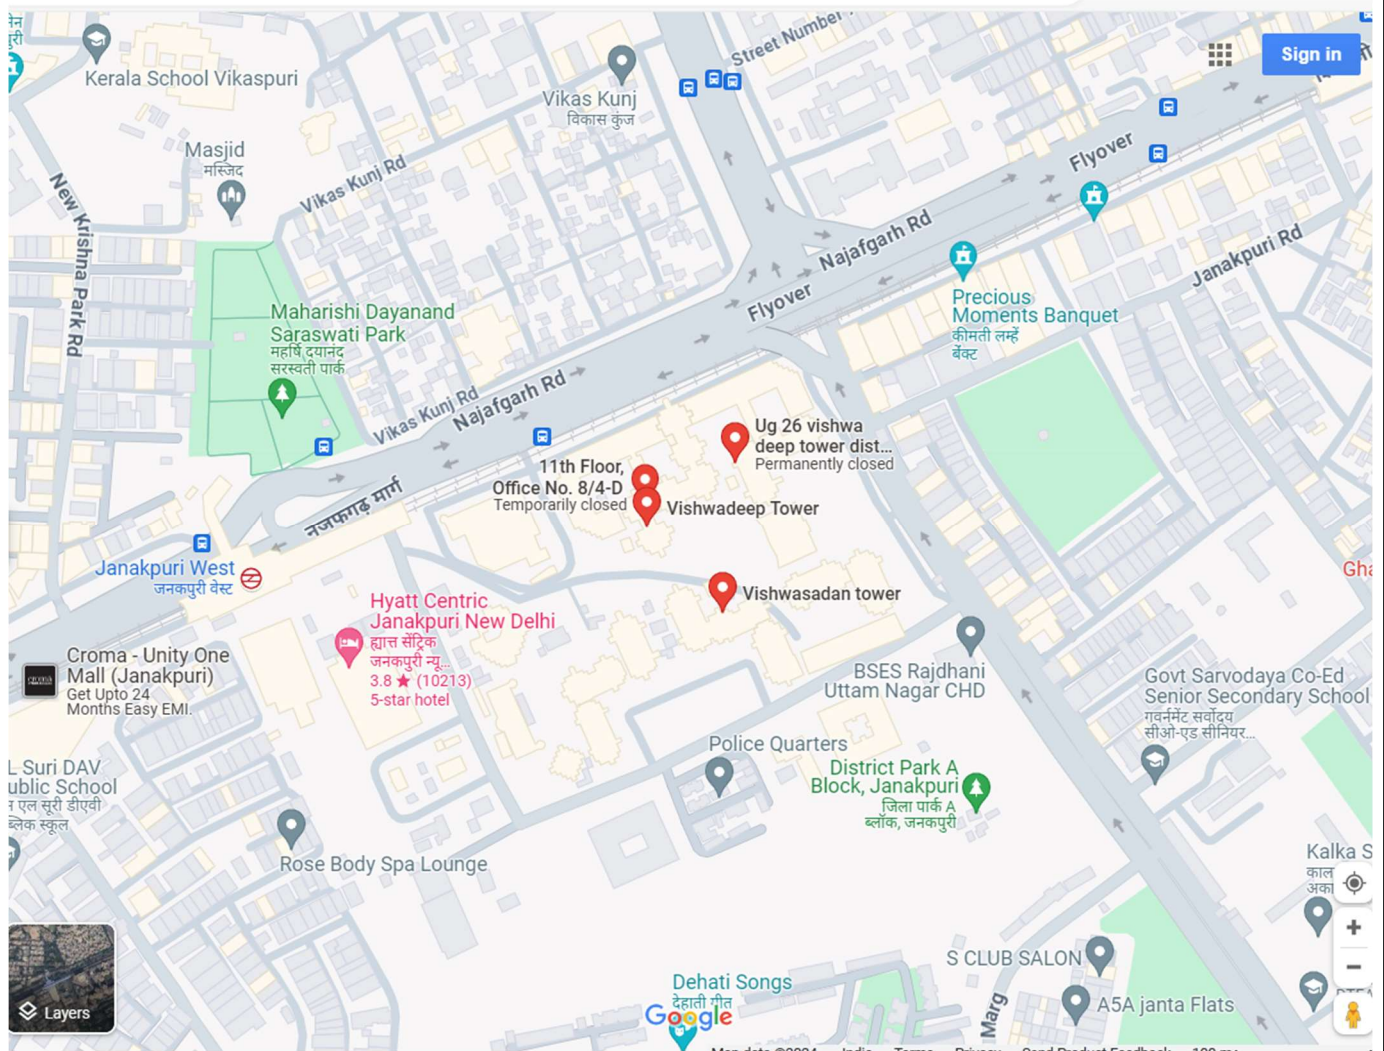 Sign in
Street Number
Kerala School Vikaspuri
Vikas Kunj
विकास कुंज
Masjid
मस्जिद
Vikas Kunj Rd
New Krishna Park Rd
Flyover
Najafgarh Rd
Flyover
Janakpuri Rd
Precious
Moments Banquet
कीमती लम्हें
बेंक्ट
Maharishi Dayanand
Saraswati Park
महर्षि दयानंद
सरस्वती पार्क
Vikas Kunj Rd
Najafgarh Rd
नजफगढ़ मार्ग
Ug 26 vishwa
deep tower dist...
Permanently closed
11th Floor,
Office No. 8/4-D
Temporarily closed
Vishwadeep Tower
Janakpuri West
जनकपुरी वेस्ट
Vishwasadan tower
Hyatt Centric
Janakpuri New Delhi
ह्यात्त सेंट्रिक
जनकपुरी न्यू...
3.8 ★ (10213)
5-star hotel
Croma - Unity One
Mall (Janakpuri)
Get Upto 24
Months Easy EMI.
BSES Rajdhani
Uttam Nagar CHD
Govt Sarvodaya Co-Ed
Senior Secondary School
गवर्नमेंट सर्वोदय
सीओ-एड सीनियर...
Police Quarters
District Park A
Block, Janakpuri
जिला पार्क A
ब्लॉक, जनकपुरी
L Suri DAV
ublic School
न एल सूरी डीएवी
ब्लिक स्कूल
Rose Body Spa Lounge
Kalka S
S CLUB SALON
Dehati Songs
देहाती गीत
Google
A5A janta Flats
Marg
Layers